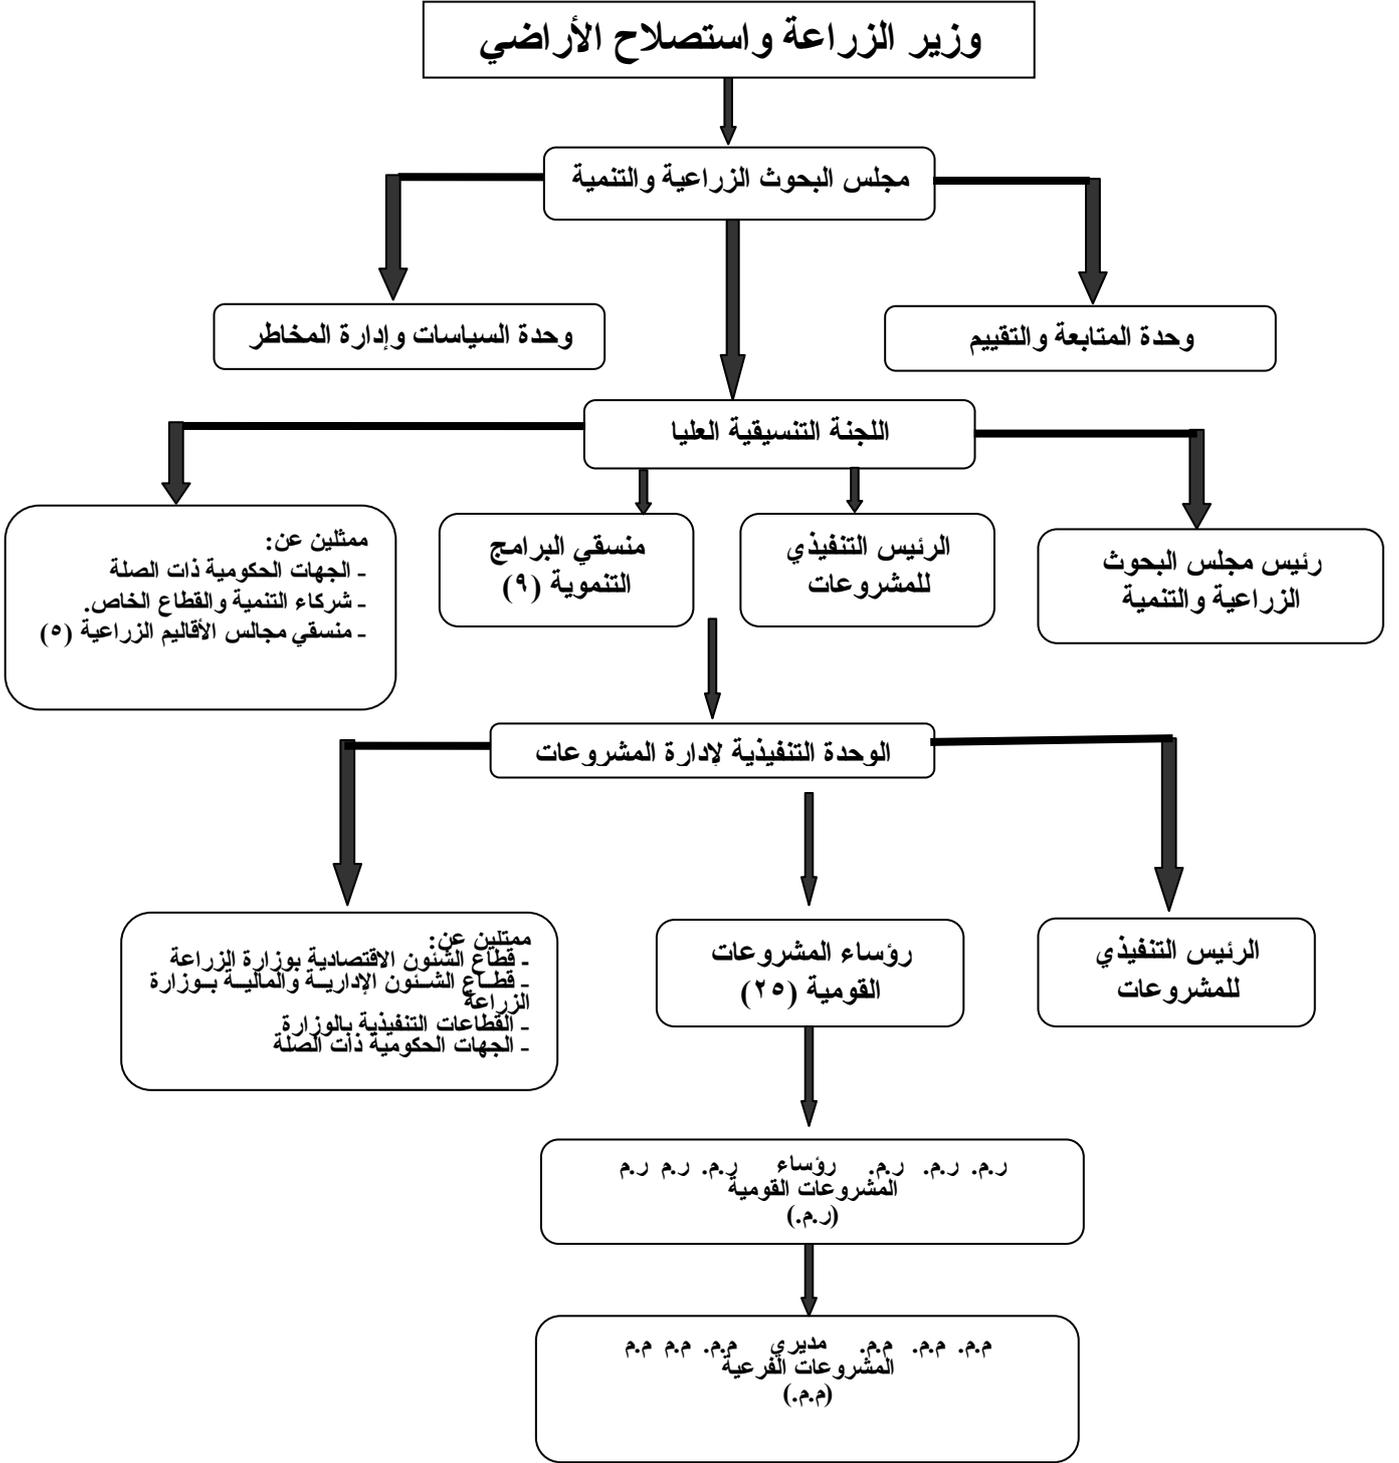 وزير الزراعة واستصلاح الأراضي
مجلس البحوث الزراعية والتنمية
وحدة المتابعة والتقييم
وحدة السياسات وإدارة المخاطر
اللجنة التنسيقية العليا
رئيس مجلس البحوث
الزراعية والتنمية
الرئيس التنفيذي
للمشروعات
منسقي البرامج
التنموية (٩)
ممثلين عن:
- الجهات الحكومية ذات الصلة
- شركاء التنمية والقطاع الخاص.
- منسقي مجالس الأقاليم الزراعية (٥)
الوحدة التنفيذية لإدارة المشروعات
الرئيس التنفيذي
للمشروعات
رؤساء المشروعات
القومية (٢٥)
ممثلين عن:
- قطاع الشئون الاقتصادية بوزارة الزراعة
- قطاع الشئون الإدارية والمالية بوزارة
الزراعة
- القطاعات التنفيذية بالوزارة
- الجهات الحكومية ذات الصلة
ر.م. ر.م. ر.م. رؤساء ر.م. ر.م ر.م
المشروعات القومية
(ر.م.)
م.م. م.م. م.م. مديري م.م. م.م م.م
المشروعات الفرعية
(م.م.)